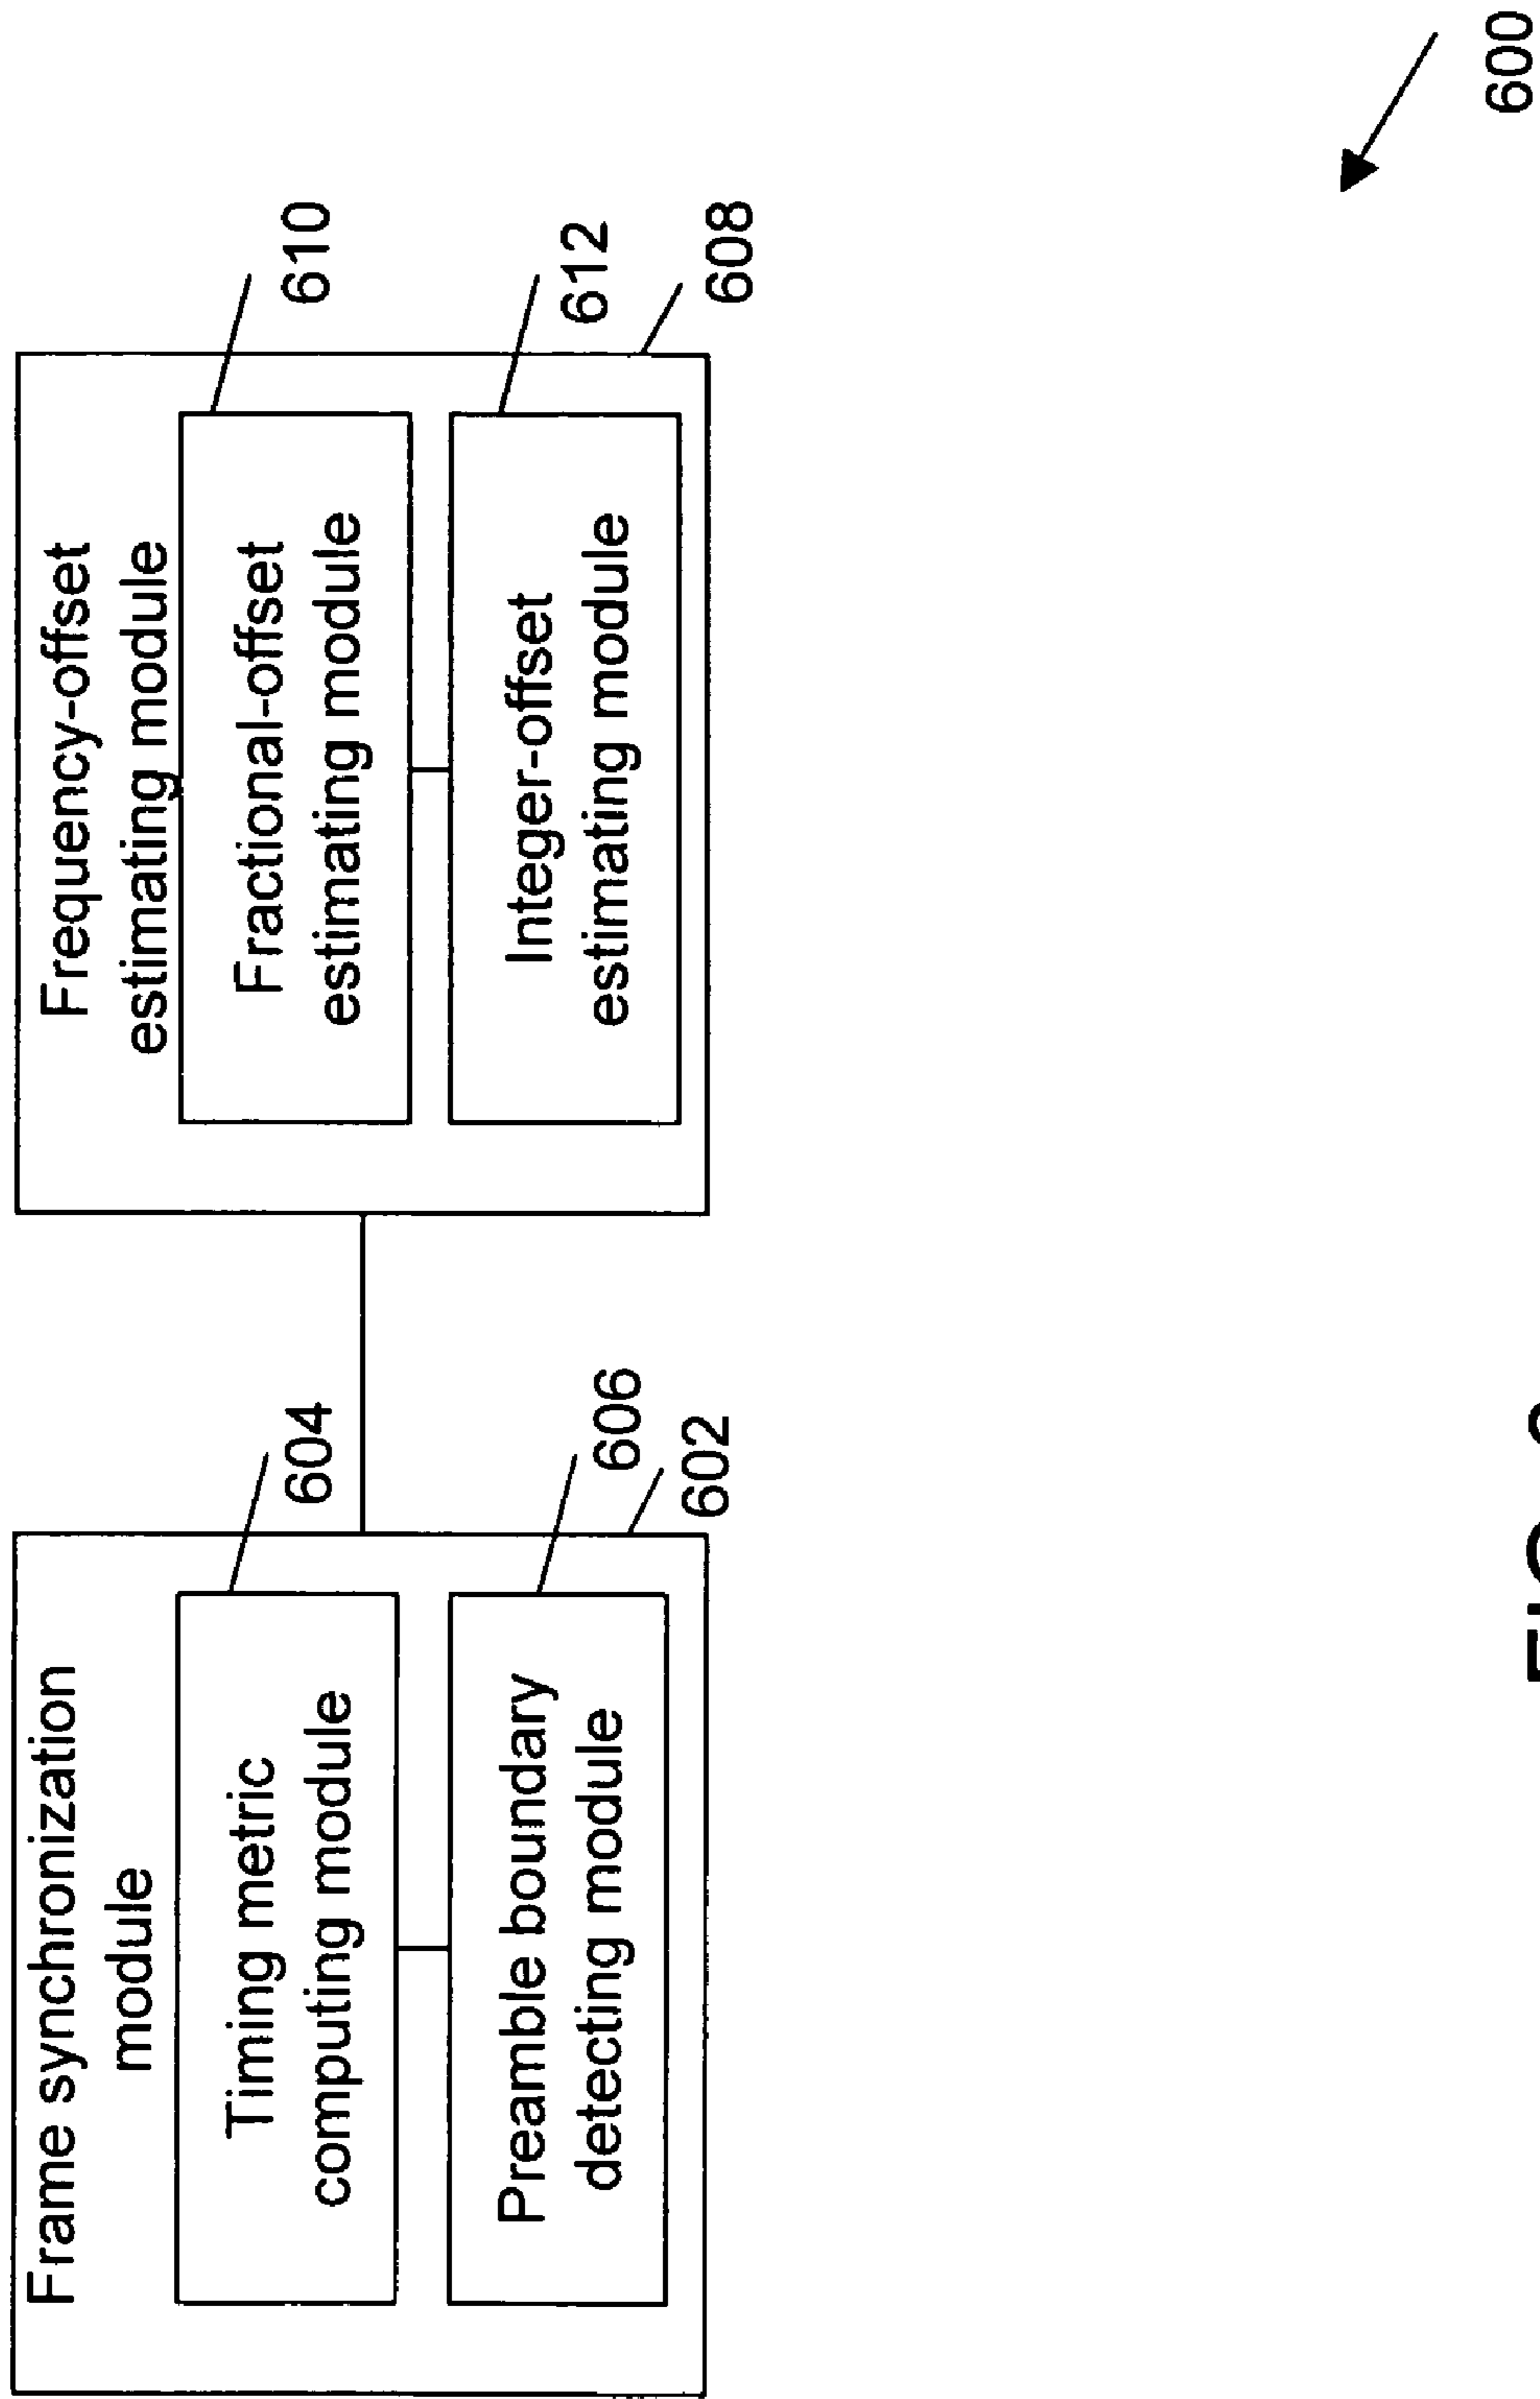 Frame synchronization
module
Timing metric
computing module
604
Preamble boundary
detecting module
606
602
Frequency-offset
estimating module
Fractional-offset
estimating module
610
Integer-offset
estimating module
612
608
600